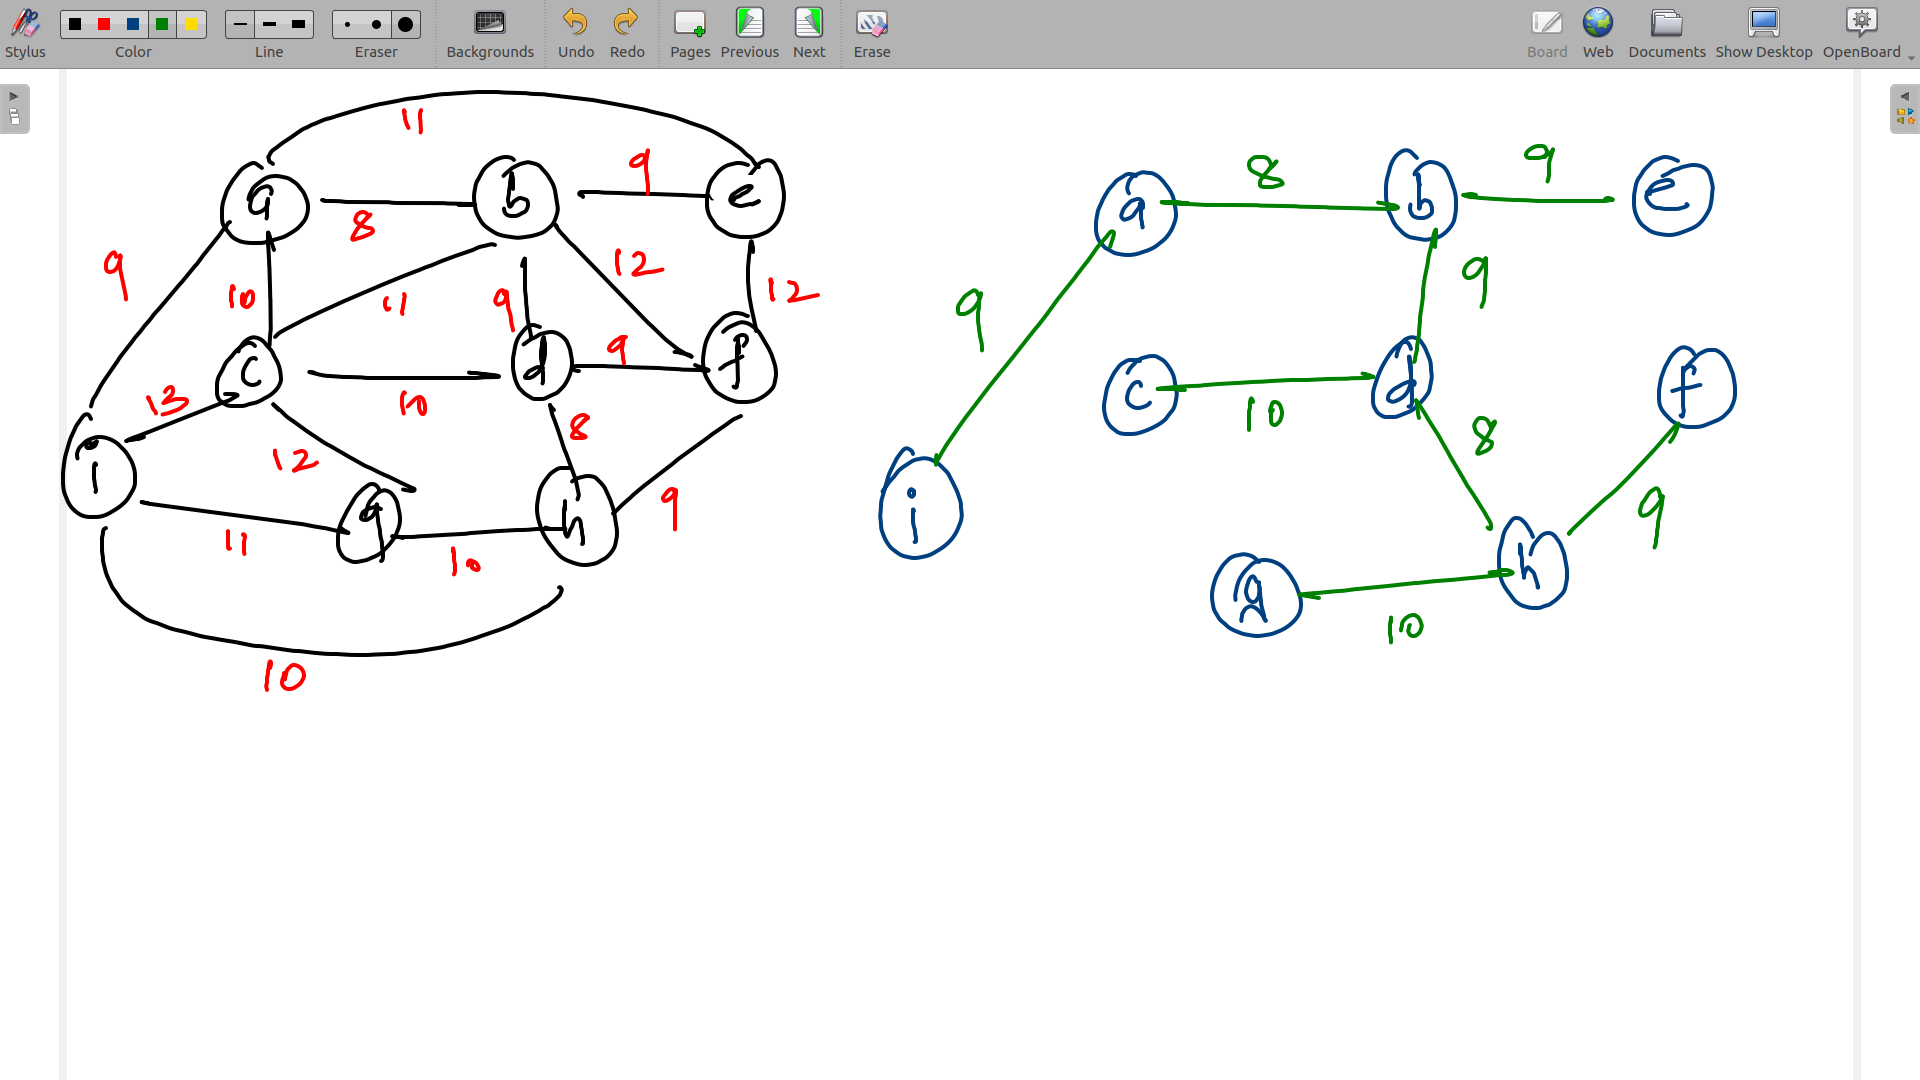 Stylus Color Line Eraser Backgrounds Undo Redo Pages Previous Next Erase Board Web Documents Show Desktop OpenBoard
11
a 8 b 9 e
9 10 11 9 12 12
c 10 d 9 f
13 12 8
i 11 g 10 h 9
10
a 8 b 9 e
9 9
c 10 d f
8
i 9
g 10 h